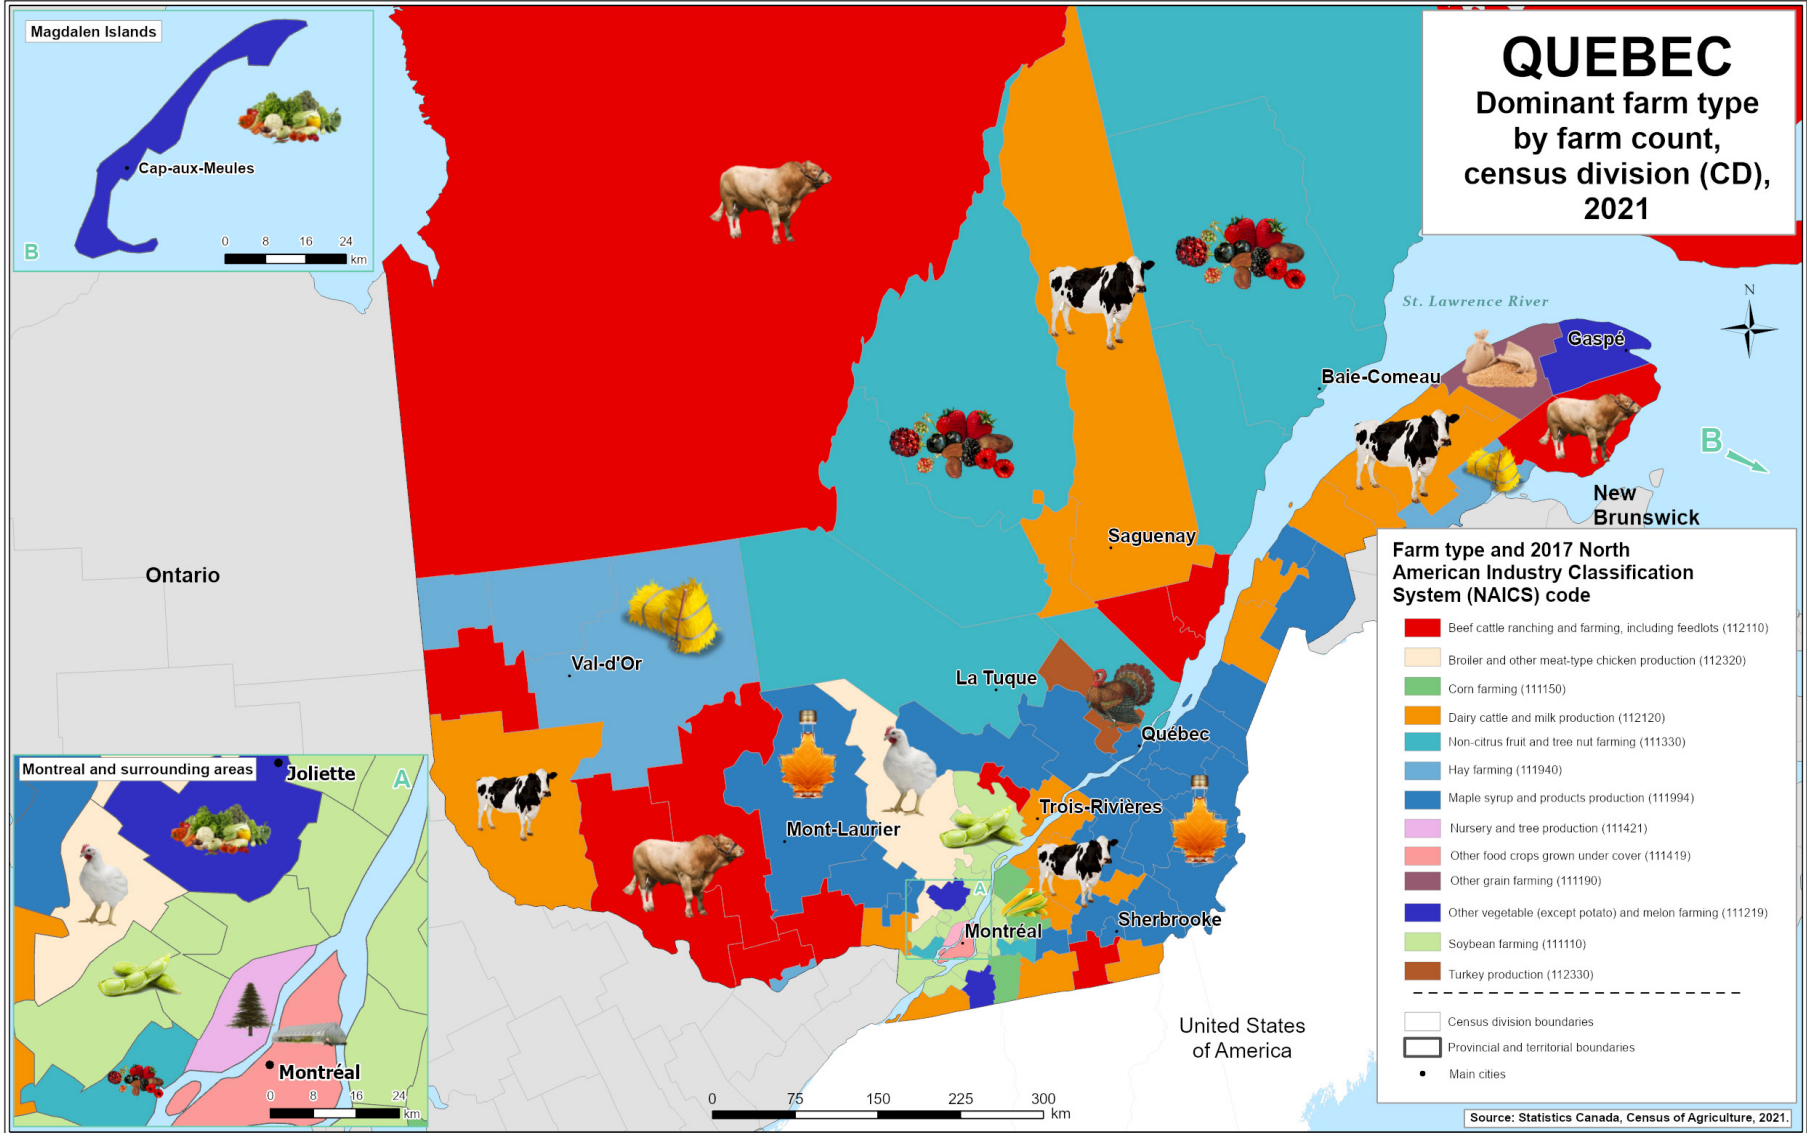 Magdalen Islands
Cap-aux-Meules
0 8 16 24
km
B
QUEBEC
Dominant farm type
by farm count,
census division (CD),
2021
St. Lawrence River
N
Gaspé
Baie-Comeau
B
New
Brunswick
Ontario
Saguenay
Val-d'Or
La Tuque
Québec
Trois-Rivières
Mont-Laurier
A
Montréal
Sherbrooke
United States
of America
0 75 150 225 300
km
Montreal and surrounding areas
Joliette
A
Montréal
0 8 16 24
km
Farm type and 2017 North
American Industry Classification
System (NAICS) code
Beef cattle ranching and farming, including feedlots (112110)
Broiler and other meat-type chicken production (112320)
Corn farming (111150)
Dairy cattle and milk production (112120)
Non-citrus fruit and tree nut farming (111330)
Hay farming (111940)
Maple syrup and products production (111994)
Nursery and tree production (111421)
Other food crops grown under cover (111419)
Other grain farming (111190)
Other vegetable (except potato) and melon farming (111219)
Soybean farming (111110)
Turkey production (112330)
Census division boundaries
Provincial and territorial boundaries
Main cities
Source: Statistics Canada, Census of Agriculture, 2021.